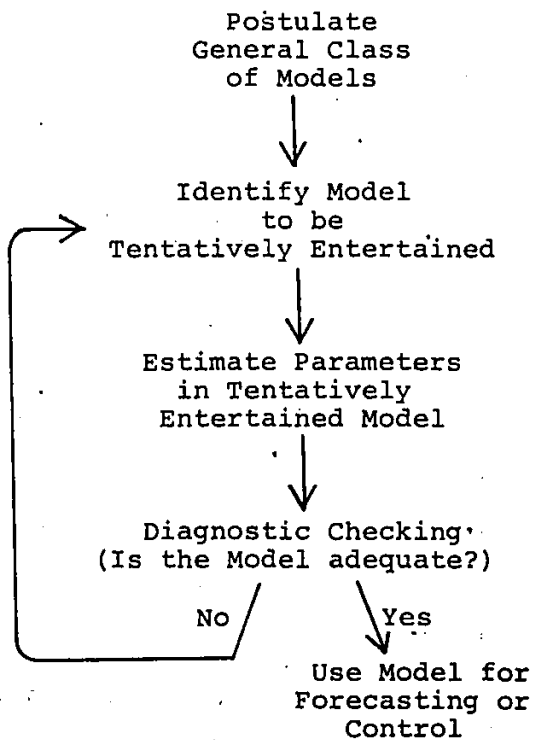 Postulate
General Class
of Models
Identify Model
to be
Tentatively Entertained
Estimate Parameters
in Tentatively
Entertained Model
Diagnostic Checking
(Is the Model adequate?)
No
Yes
Use Model for
Forecasting or
Control